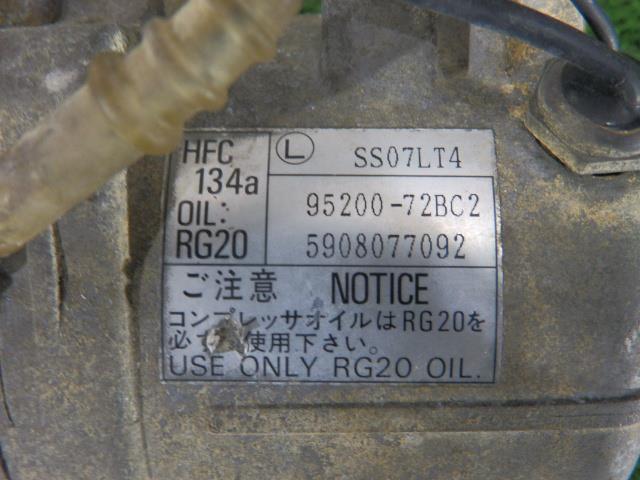 HFC
134a
OIL:
RG20
Ⓛ SS07LT4
95200-72BC2
5908077092
ご注意 NOTICE
コンプレッサオイルはRG20を
必 使用下さい。
USE ONLY RG20 OIL.